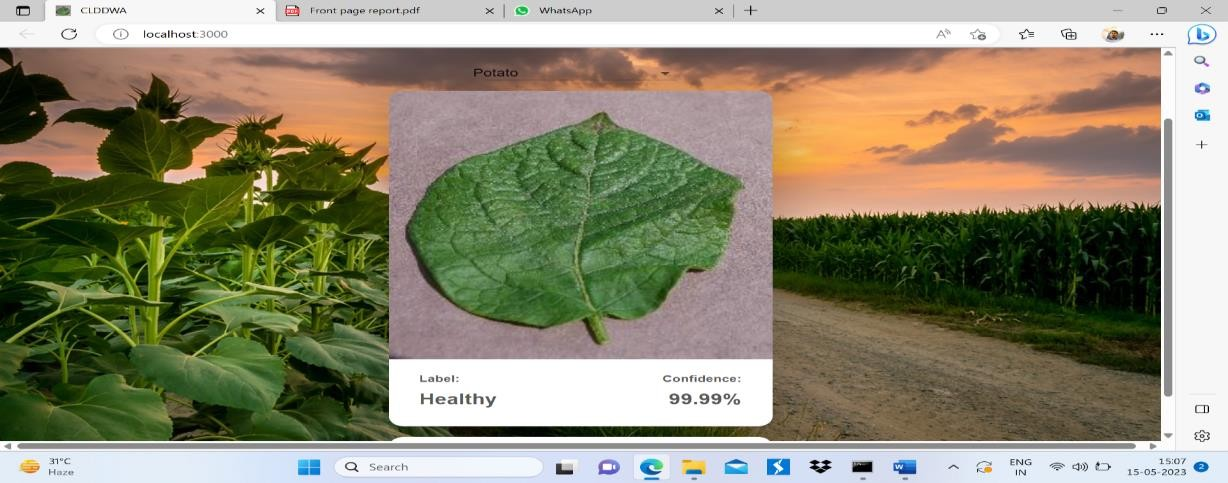 CLDDWA
Front page report.pdf
WhatsApp
localhost:3000
Potato
Label:
Confidence:
Healthy
99.99%
31°C
Haze
Search
ENG
IN
15:07
15-05-2023
2